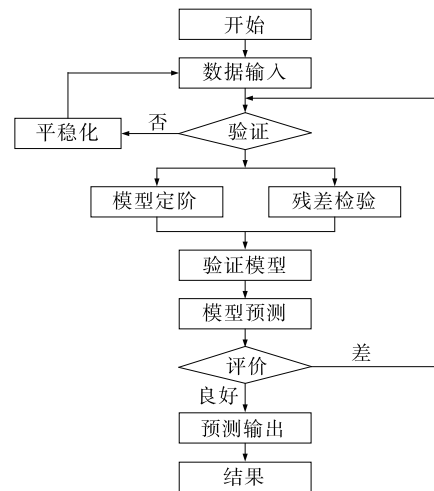 开始
数据输入
平稳化
否
验证
模型定阶
残差检验
验证模型
模型预测
评价
差
良好
预测输出
结果